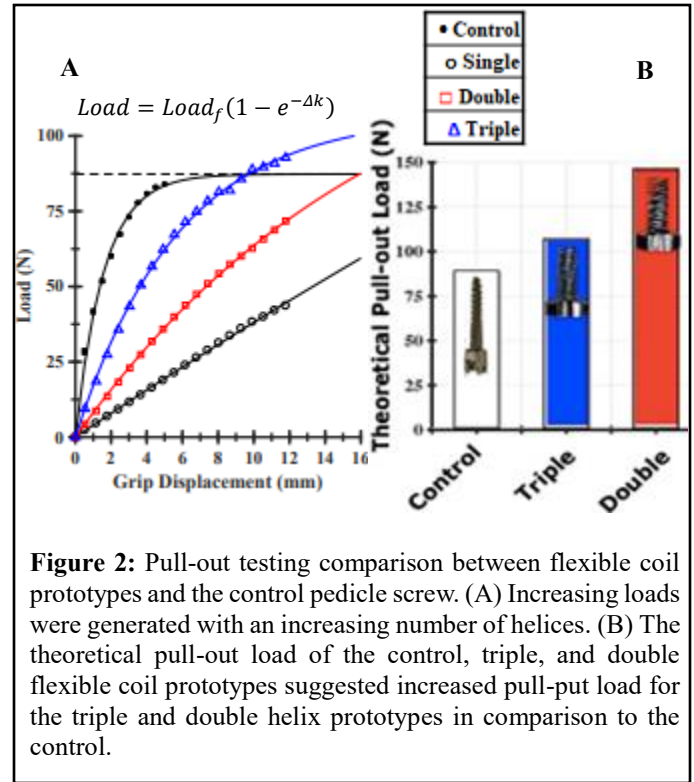 • Control
o Single
□ Double
△ Triple
A
B
Load = Load_f(1 − e^{−Δk})
100
75
50
25
0
Load (N)
0 2 4 6 8 10 12 14 16
Grip Displacement (mm)
Theoretical Pull-out Load (N)
150
125
100
75
50
25
0
Control
Triple
Double
Figure 2: Pull-out testing comparison between flexible coil
prototypes and the control pedicle screw. (A) Increasing loads
were generated with an increasing number of helices. (B) The
theoretical pull-out load of the control, triple, and double
flexible coil prototypes suggested increased pull-put load for
the triple and double helix prototypes in comparison to the
control.